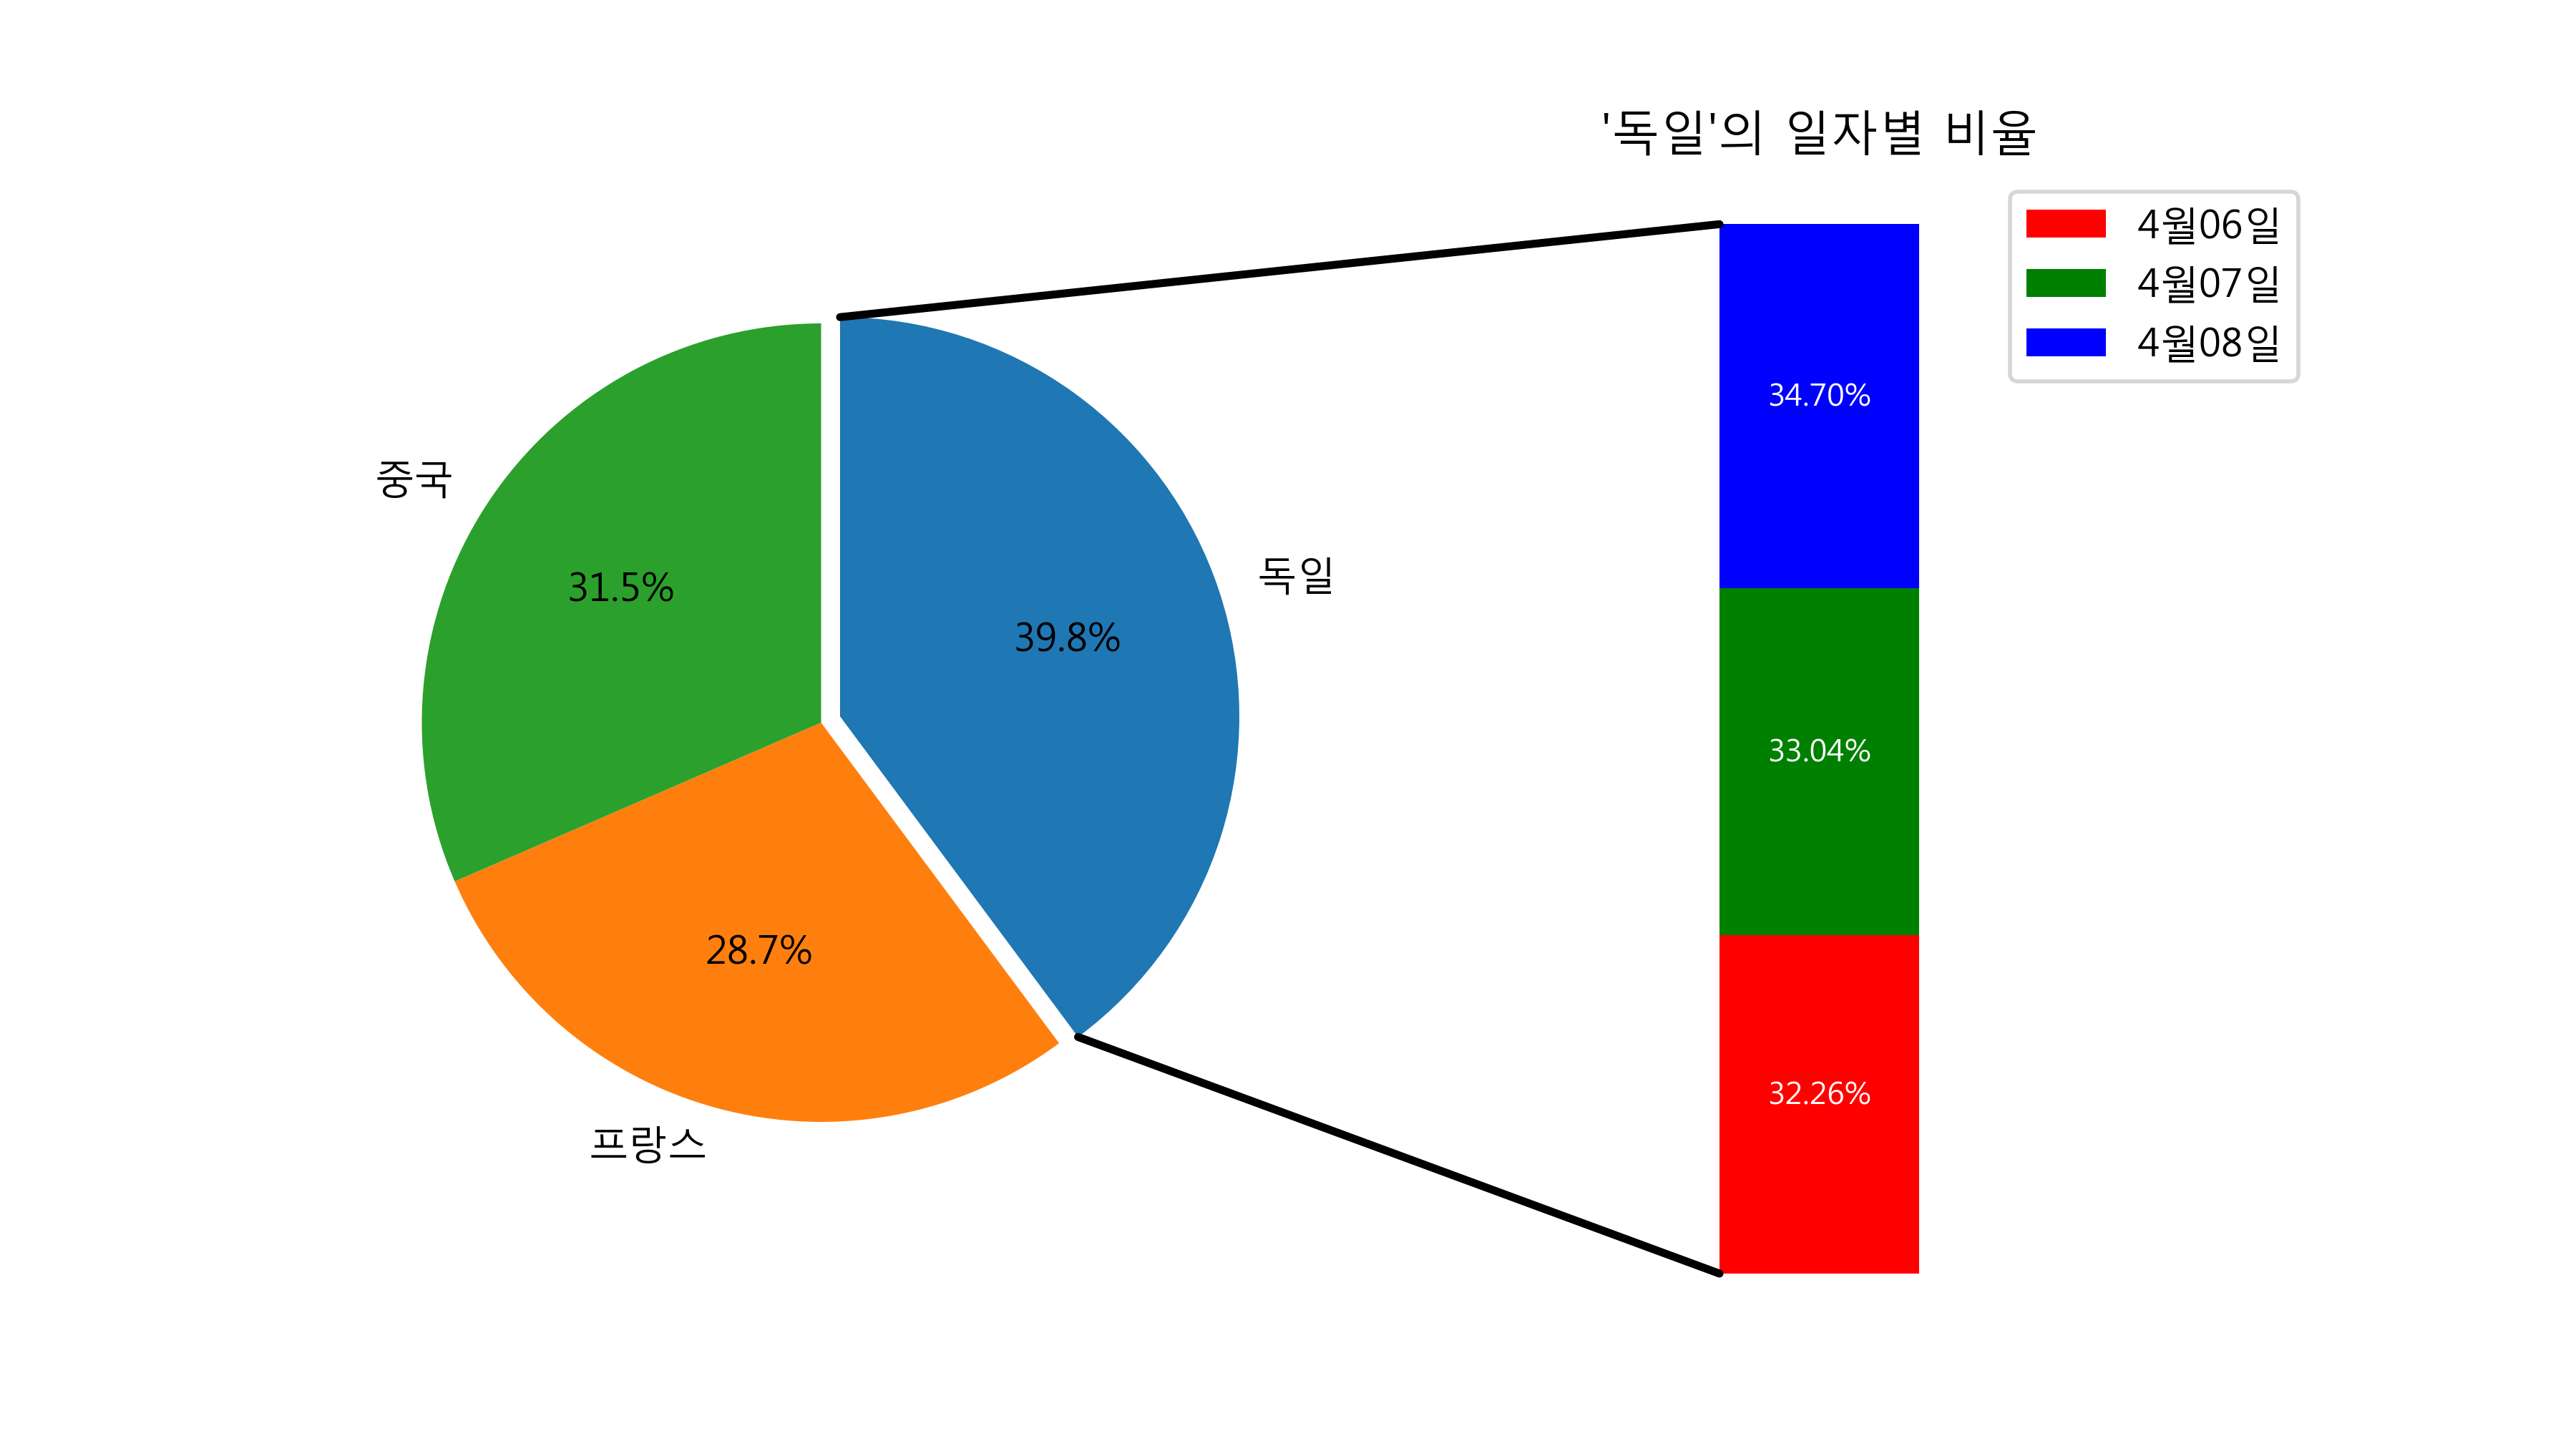 '독일'의 일자별 비율
4월06일
4월07일
4월08일
34.70%
33.04%
32.26%
중국
31.5%
독일
39.8%
28.7%
프랑스